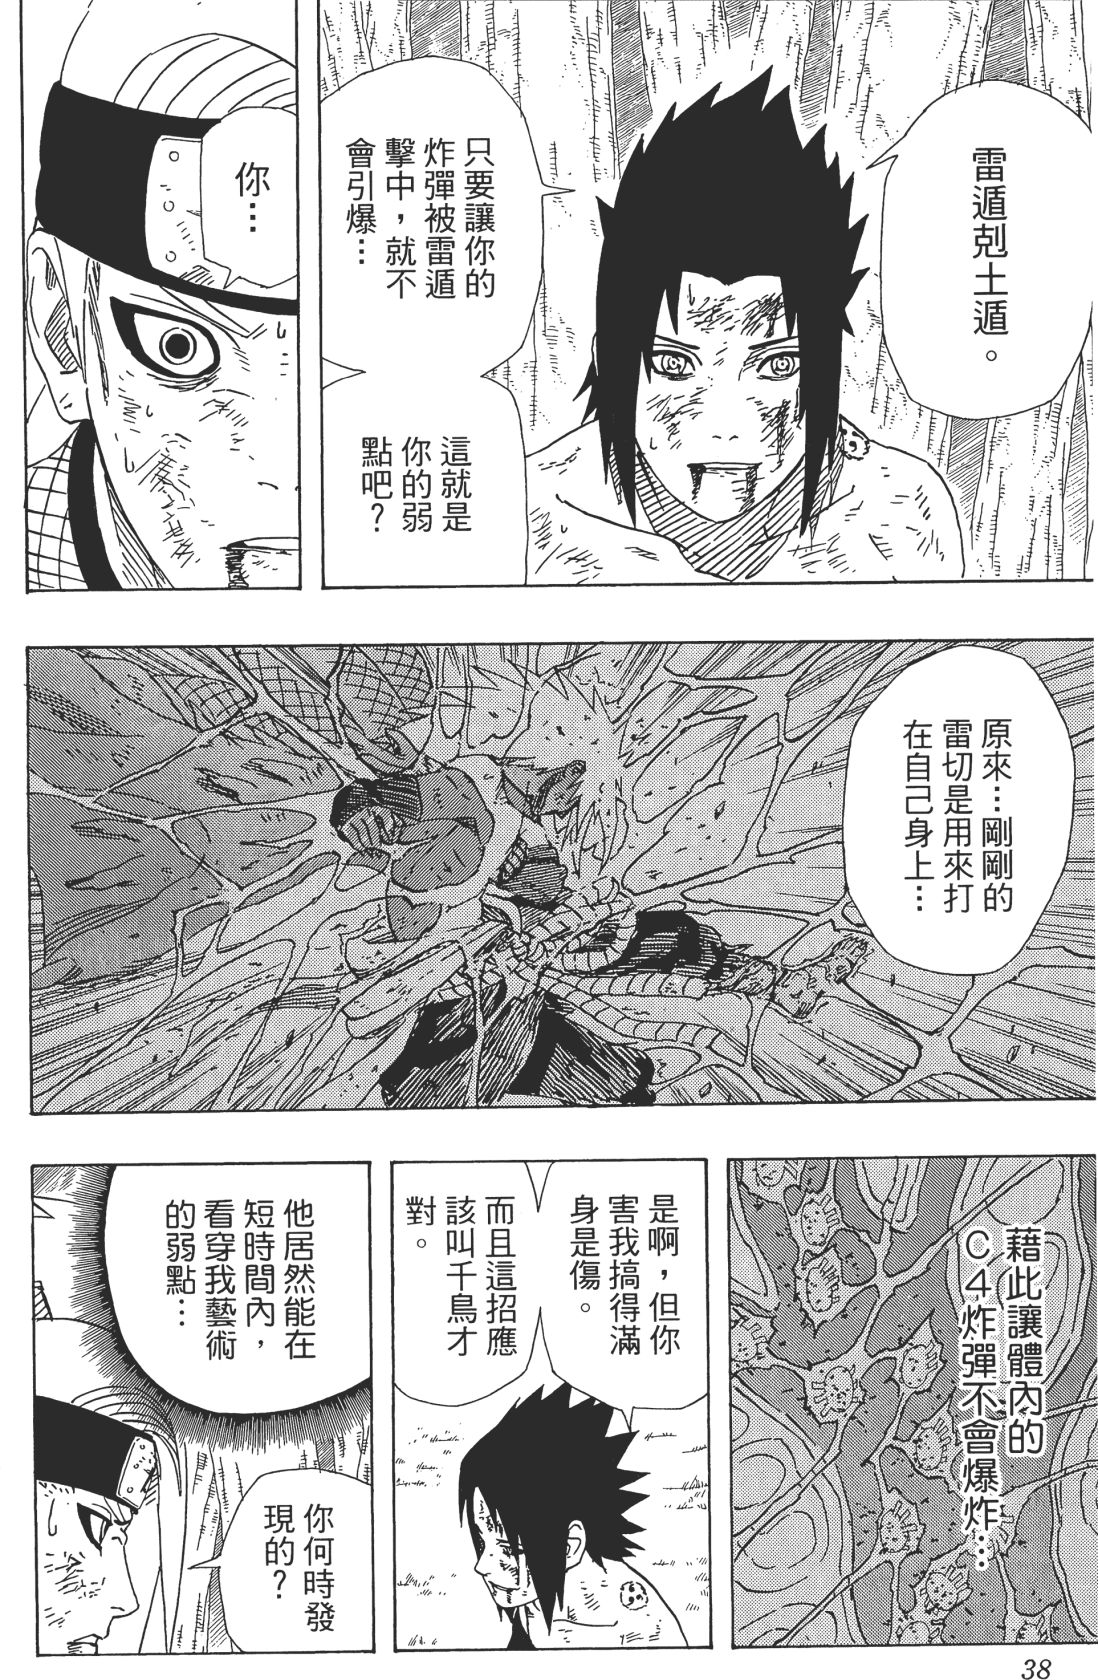 雷遁剋土遁。
只要讓你的
炸彈被雷遁
擊中，就不
會引爆…
這就是
你的弱
點吧？
你…
原來…剛剛的
雷切是用來打
在自己身上…
藉此讓體內的
C4炸彈不會爆炸…
是啊，但你
害我搞得滿
身是傷。
而且這招應
該叫千鳥才
對。
他居然能在
短時間內，
看穿我藝術
的弱點…
你何時發
現的？
38